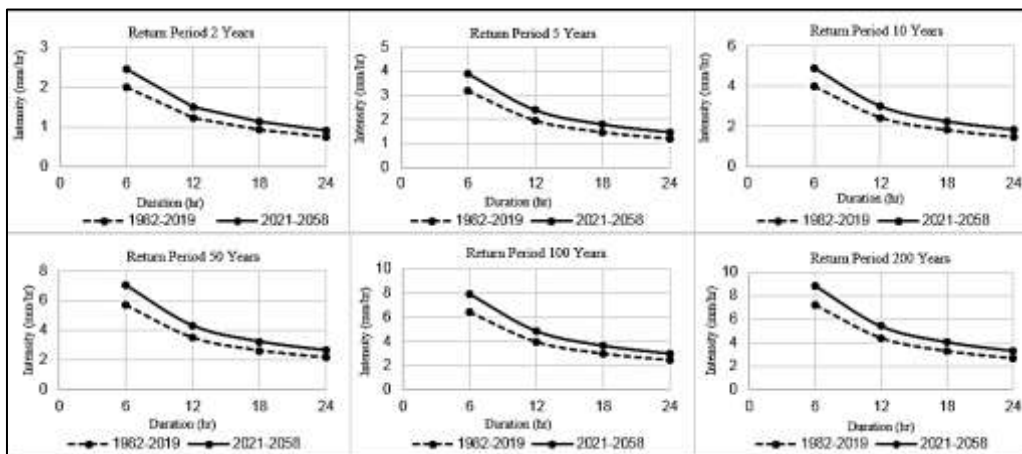 Return Period 2 Years
Intensity (mm/hr)
3
2
1
0
0 6 12 18 24
Duration (hr)
1982-2019 2021-2058
Return Period 5 Years
Intensity (mm/hr)
5
4
3
2
1
0
0 6 12 18 24
Duration (hr)
1982-2019 2021-2058
Return Period 10 Years
Intensity (mm/hr)
6
4
2
0
0 6 12 18 24
Duration (hr)
1982-2019 2021-2058
Return Period 50 Years
Intensity (mm/hr)
8
6
4
2
0
0 6 12 18 24
Duration (hr)
1982-2019 2021-2058
Return Period 100 Years
Intensity (mm/hr)
10
8
6
4
2
0
0 6 12 18 24
Duration (hr)
1982-2019 2021-2058
Return Period 200 Years
Intensity (mm/hr)
10
8
6
4
2
0
0 6 12 18 24
Duration (hr)
1982-2019 2021-2058